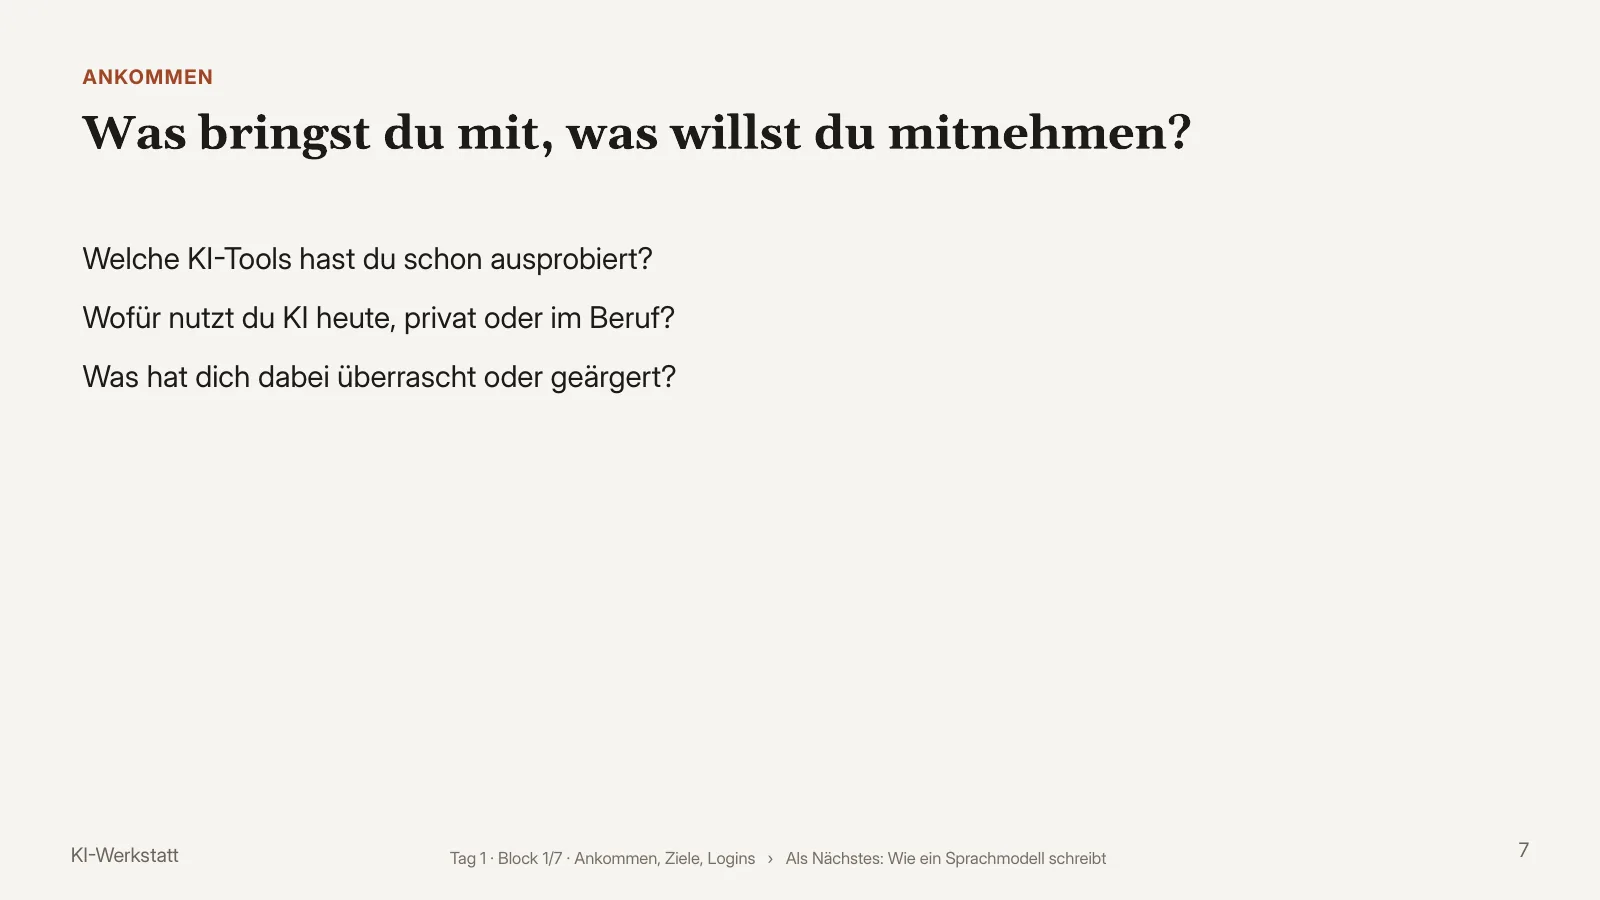 ANKOMMEN
Was bringst du mit, was willst du mitnehmen?
Welche KI-Tools hast du schon ausprobiert?
Wofür nutzt du KI heute, privat oder im Beruf?
Was hat dich dabei überrascht oder geärgert?
KI-Werkstatt
Tag 1 · Block 1/7 · Ankommen, Ziele, Logins › Als Nächstes: Wie ein Sprachmodell schreibt
7